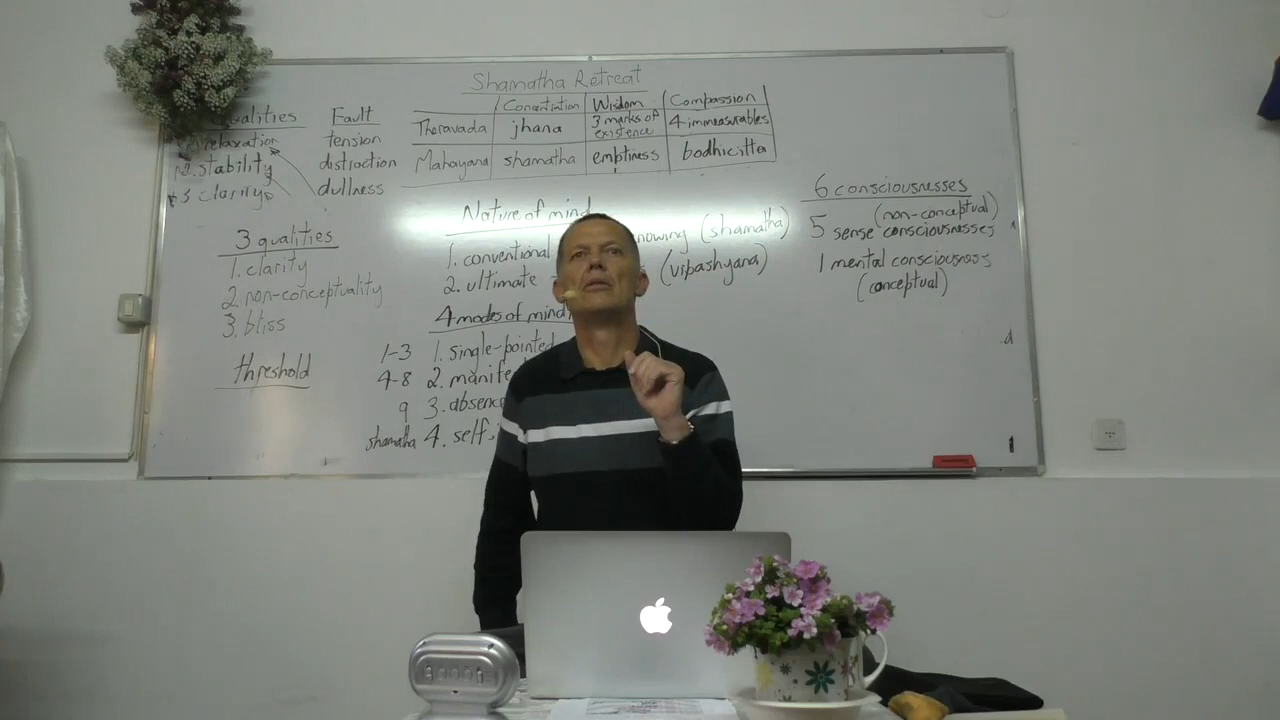 Shamatha Retreat
qualities Fault
relaxation tension
2. stability distraction
3 clarity dullness
Concentration Wisdom Compassion
Theravada jhana 3 marks of existence 4 immeasurables
Mahayana shamatha emptiness bodhicitta
3 qualities
1. clarity
2. non-conceptuality
3. bliss
threshold
Nature of mind
1. conventional knowing (shamatha)
2. ultimate (vipashyana)
4 modes of mind
1-3 1. single-pointed
4-8 2. manife
9 3. absence
shamatha 4. self-
6 consciousnesses
(non-conceptual)
5 sense consciousnesses
1 mental consciousness
(conceptual)